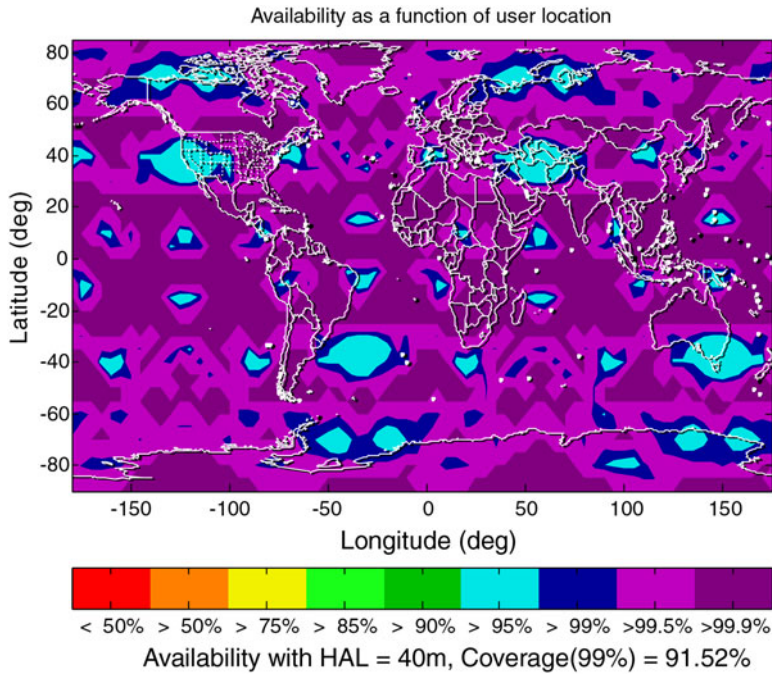 Availability as a function of user location
80
60
40
20
0
-20
-40
-60
-80
Latitude (deg)
-150 -100 -50 0 50 100 150
Longitude (deg)
< 50% > 50% > 75% > 85% > 90% > 95% > 99% >99.5% >99.9%
Availability with HAL = 40m, Coverage(99%) = 91.52%